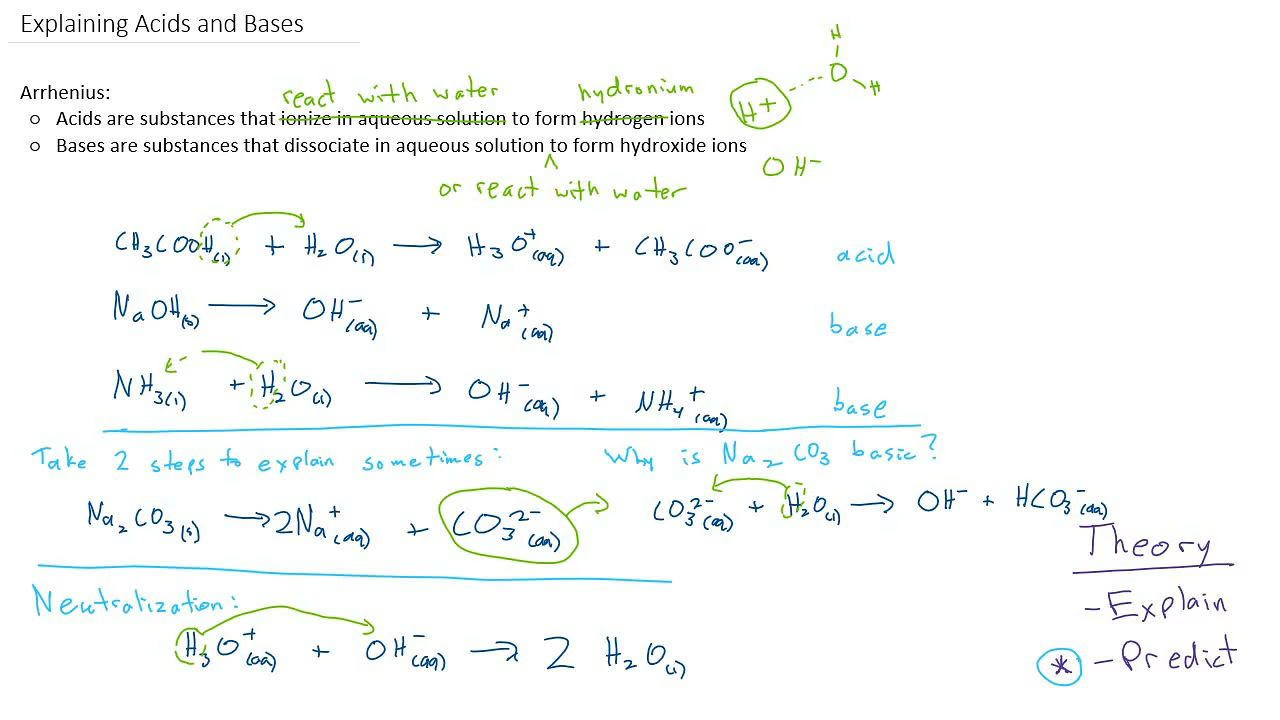 Explaining Acids and Bases
H
O
H
H+
Arrhenius:
react with water hydronium
○ Acids are substances that ionize in aqueous solution to form hydrogen ions
○ Bases are substances that dissociate in aqueous solution to form hydroxide ions
^
or react with water
OH⁻
CH₃COOH(l) + H₂O(l) → H₃O⁺(aq) + CH₃COO⁻(aq) acid
NaOH(s) → OH⁻(aq) + Na⁺(aq) base
NH₃(l) + H₂O(l) → OH⁻(aq) + NH₄⁺(aq) base
Take 2 steps to explain sometimes: Why is Na₂CO₃ basic?
Na₂CO₃(s) → 2Na⁺(aq) + CO₃²⁻(aq) → CO₃²⁻(aq) + H₂O(l) → OH⁻ + HCO₃⁻(aq)
Theory
- Explain
* - Predict
Neutralization:
H₃O⁺(aq) + OH⁻(aq) → 2 H₂O(l)